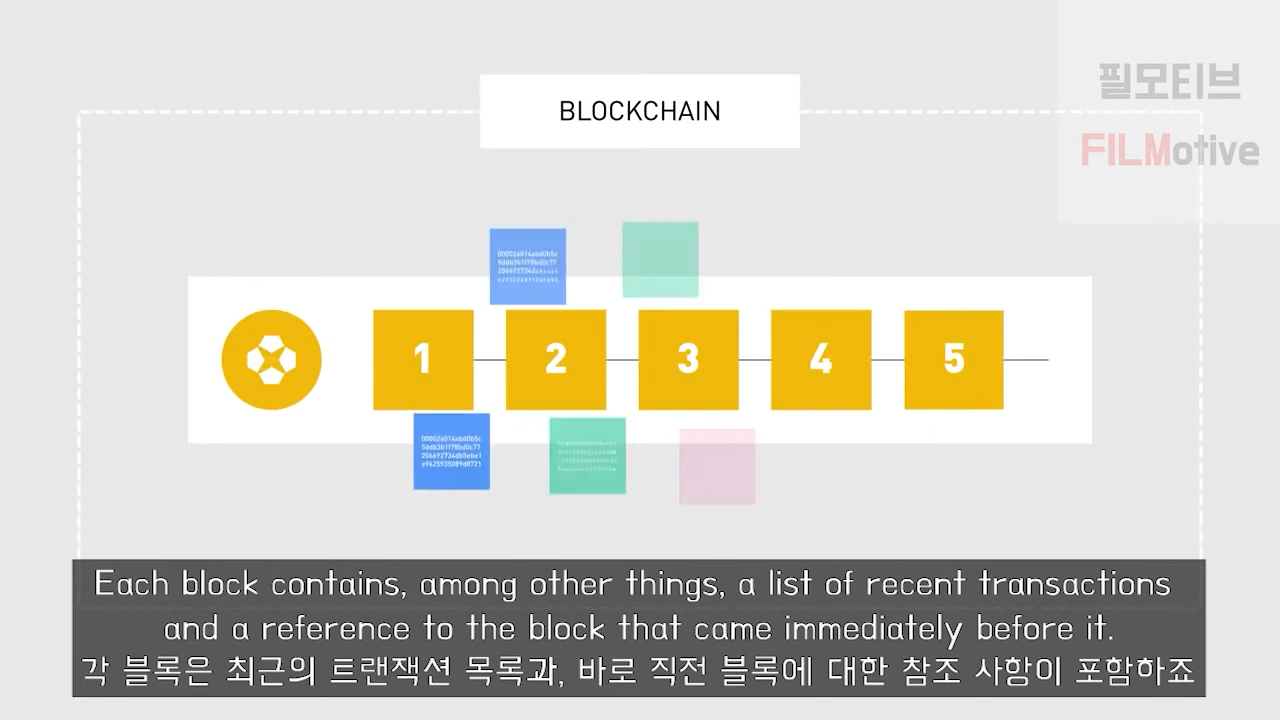 BLOCKCHAIN
필모티브
FILMotive
1 2 3 4 5
00002a014abd0b5c
5ddb3b1f78bd0c77
Each block contains, among other things, a list of recent transactions
and a reference to the block that came immediately before it.
각 블록은 최근의 트랜잭션 목록과, 바로 직전 블록에 대한 참조 사항이 포함하죠